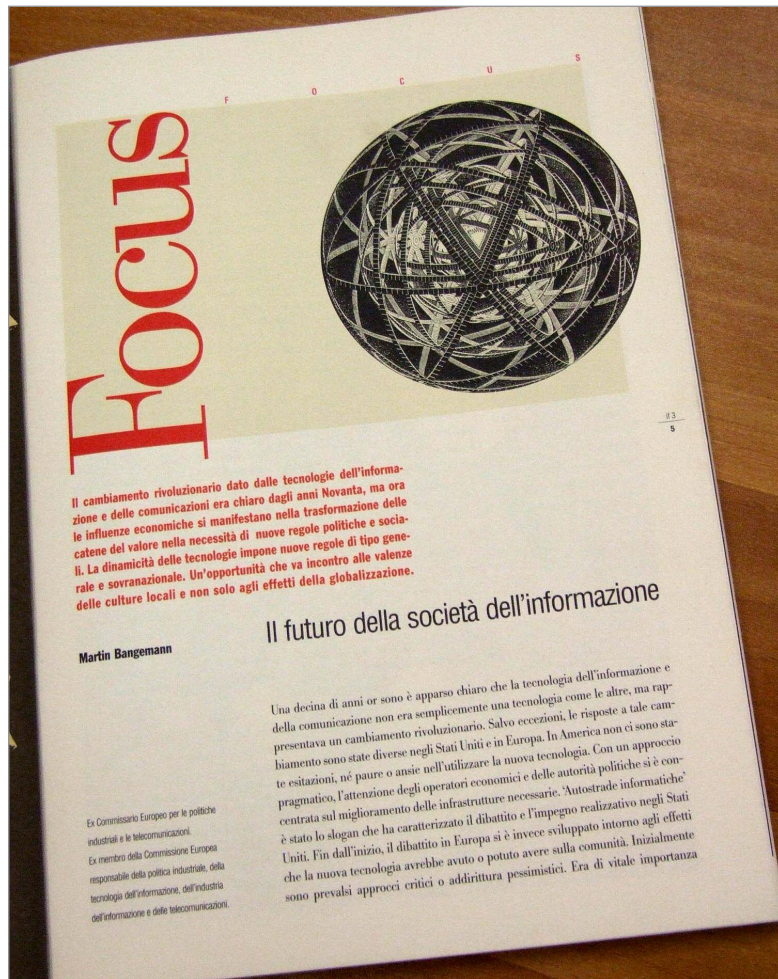 F O C U S
Focus
if 3
5
Il cambiamento rivoluzionario dato dalle tecnologie dell'informa-
zione e delle comunicazioni era chiaro dagli anni Novanta, ma ora
le influenze economiche si manifestano nella trasformazione delle
catene del valore nella necessità di nuove regole politiche e socia-
li. La dinamicità delle tecnologie impone nuove regole di tipo gene-
rale e sovranazionale. Un'opportunità che va incontro alle valenze
delle culture locali e non solo agli effetti della globalizzazione.
Il futuro della società dell'informazione
Martin Bangemann
Una decina di anni or sono è apparso chiaro che la tecnologia dell'informazione e
della comunicazione non era semplicemente una tecnologia come le altre, ma rap-
presentava un cambiamento rivoluzionario. Salvo eccezioni, le risposte a tale cam-
biamento sono state diverse negli Stati Uniti e in Europa. In America non ci sono sta-
te esitazioni, né paure o ansie nell'utilizzare la nuova tecnologia. Con un approccio
pragmatico, l'attenzione degli operatori economici e delle autorità politiche si è con-
centrata sul miglioramento delle infrastrutture necessarie. 'Autostrade informatiche'
è stato lo slogan che ha caratterizzato il dibattito e l'impegno realizzativo negli Stati
Uniti. Fin dall'inizio, il dibattito in Europa si è invece sviluppato intorno agli effetti
che la nuova tecnologia avrebbe avuto o potuto avere sulla comunità. Inizialmente
sono prevalsi approcci critici o addirittura pessimistici. Era di vitale importanza
Ex Commissario Europeo per le politiche
industriali e le telecomunicazioni.
Ex membro della Commissione Europea
responsabile della politica industriale, della
tecnologia dell'informazione, dell'industria
dell'informazione e delle telecomunicazioni.